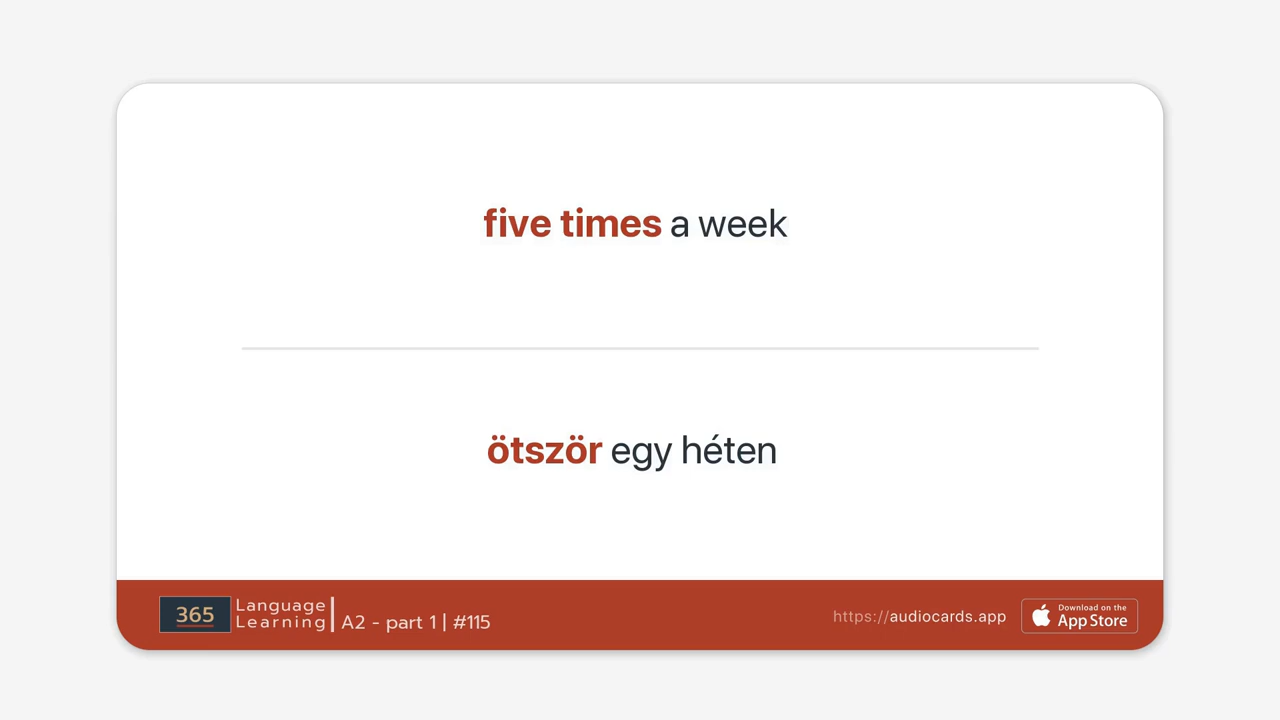 five times a week
ötször egy héten
365
Language
Learning
A2 - part 1 | #115
https://audiocards.app
Download on the
App Store